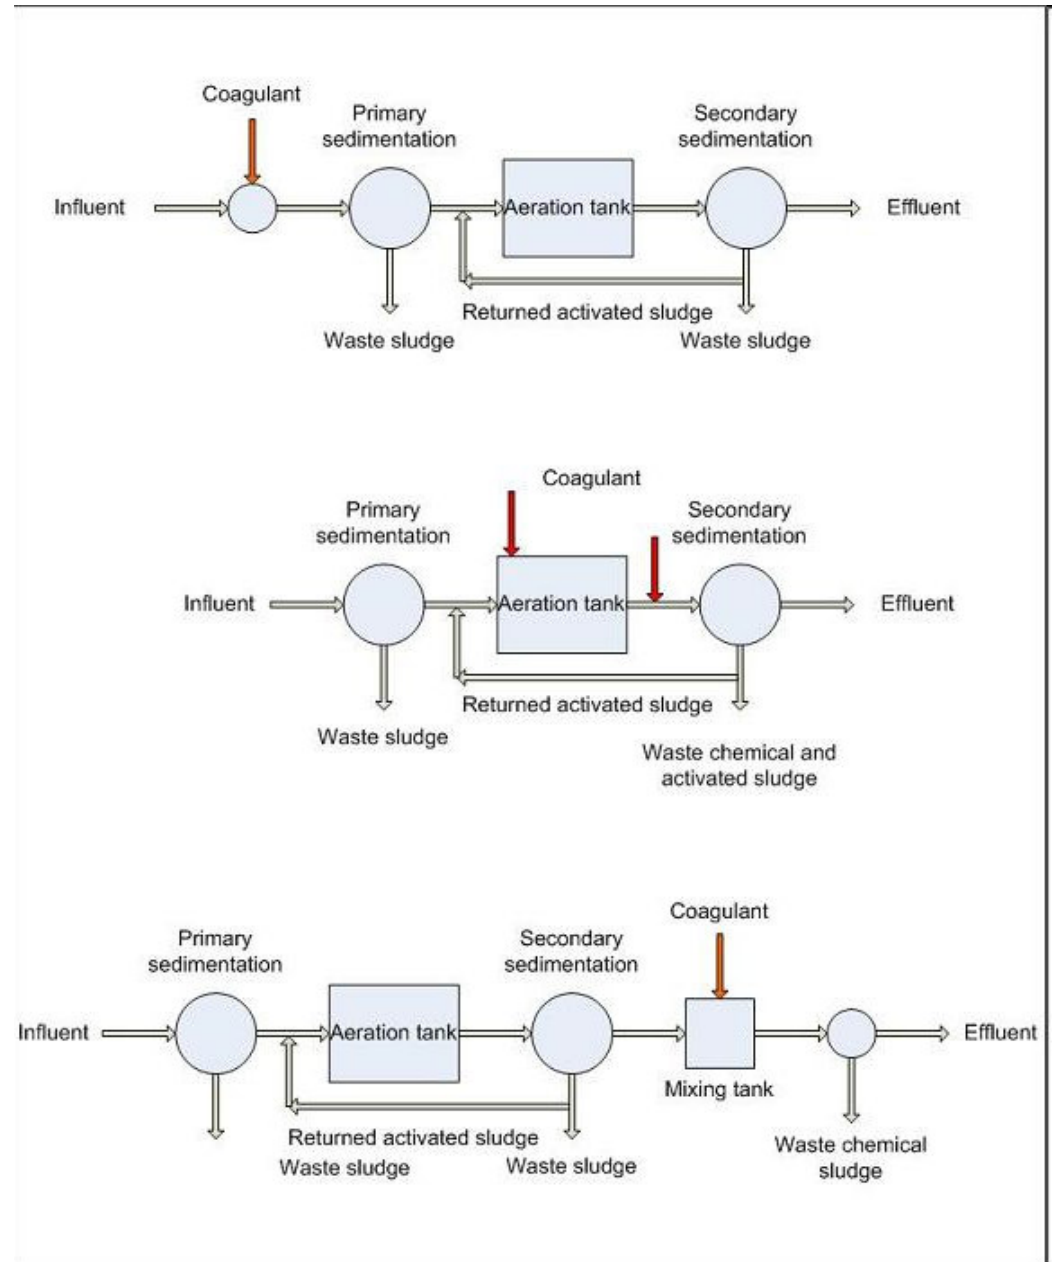 Coagulant
Primary
sedimentation
Secondary
sedimentation
Influent
Aeration tank
Effluent
Returned activated sludge
Waste sludge
Waste sludge
Coagulant
Primary
sedimentation
Secondary
sedimentation
Influent
Aeration tank
Effluent
Returned activated sludge
Waste sludge
Waste chemical and
activated sludge
Coagulant
Primary
sedimentation
Secondary
sedimentation
Influent
Aeration tank
Effluent
Mixing tank
Returned activated sludge
Waste sludge
Waste sludge
Waste chemical
sludge